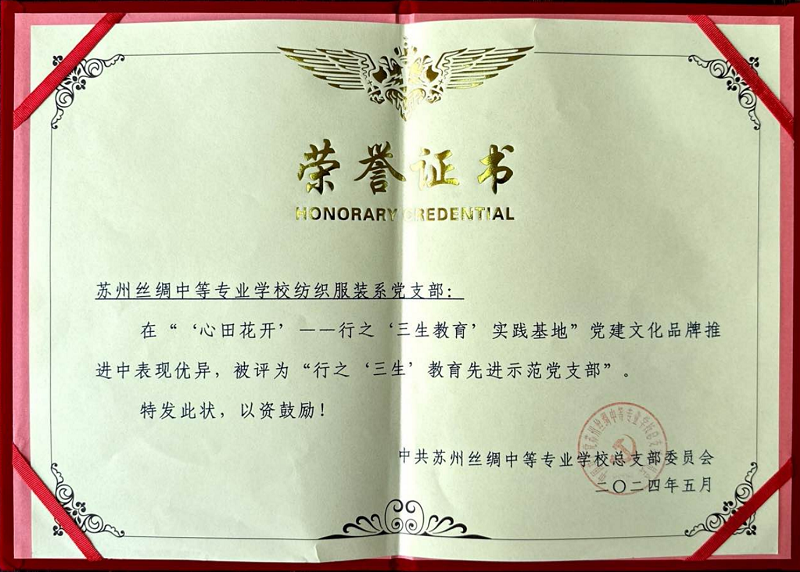 荣誉证书
HONORARY CREDENTIAL
苏州丝绸中等专业学校纺织服装系党支部：
在“‘心田花开’——行之‘三生教育’实践基地”党建文化品牌推
进中表现优异，被评为“行之‘三生’教育先进示范党支部”。
特发此状，以资鼓励！
中共苏州丝绸中等专业学校总支部委员会
二〇二四年五月